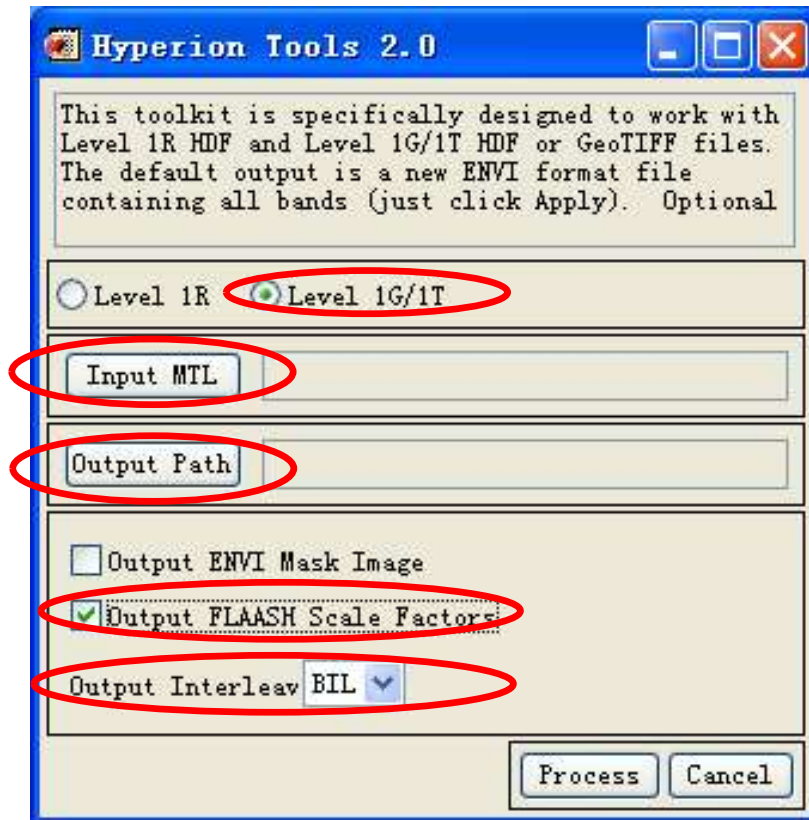 Hyperion Tools 2.0
This toolkit is specifically designed to work with
Level 1R HDF and Level 1G/1T HDF or GeoTIFF files.
The default output is a new ENVI format file
containing all bands (just click Apply).  Optional
Level 1R Level 1G/1T
Input MTL
Output Path
Output ENVI Mask Image
Output FLAASH Scale Factors
Output Interleav BIL
Process Cancel